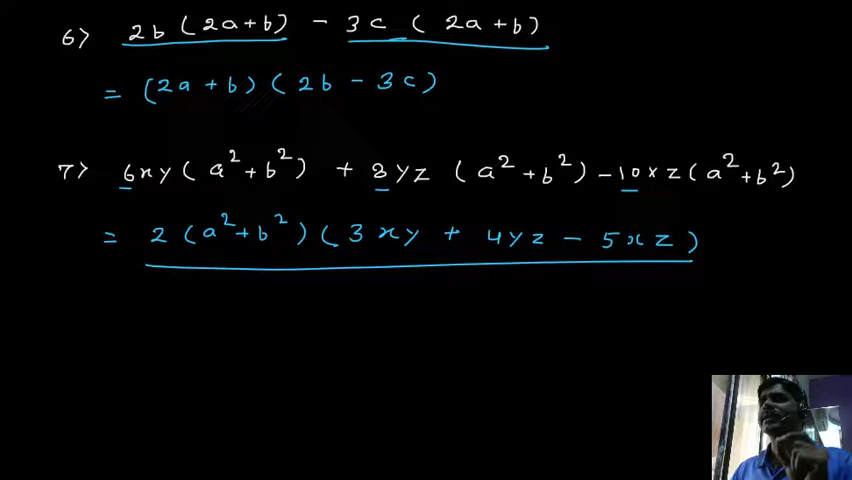 6> 2b (2a+b) - 3c (2a+b)
= (2a+b) (2b - 3c)
7> 6xy (a²+b²) + 8yz (a²+b²) - 10xz (a²+b²)
= 2 (a²+b²) (3xy + 4yz - 5xz)